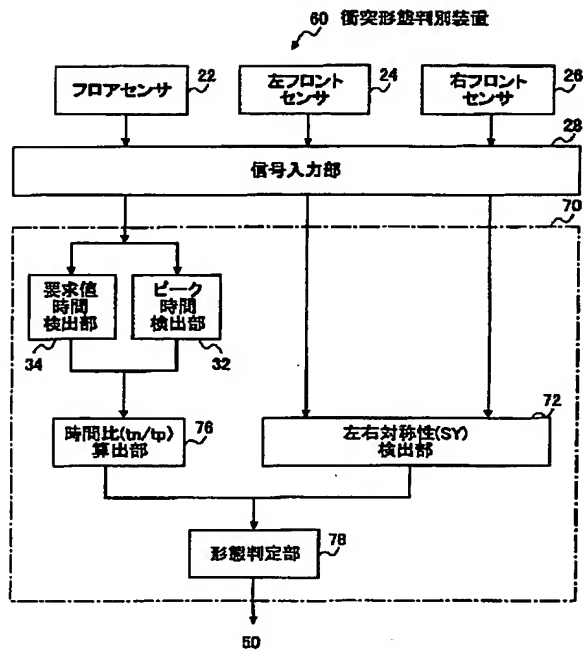 60 衝突形態判別装置
フロアセンサ
22
左フロント
センサ
24
右フロント
センサ
26
28
信号入力部
70
要求値
時間
検出部
34
ピーク
時間
検出部
32
時間比(tn/tp)
算出部
76
72
左右対称性(SY)
検出部
形態判定部
78
50